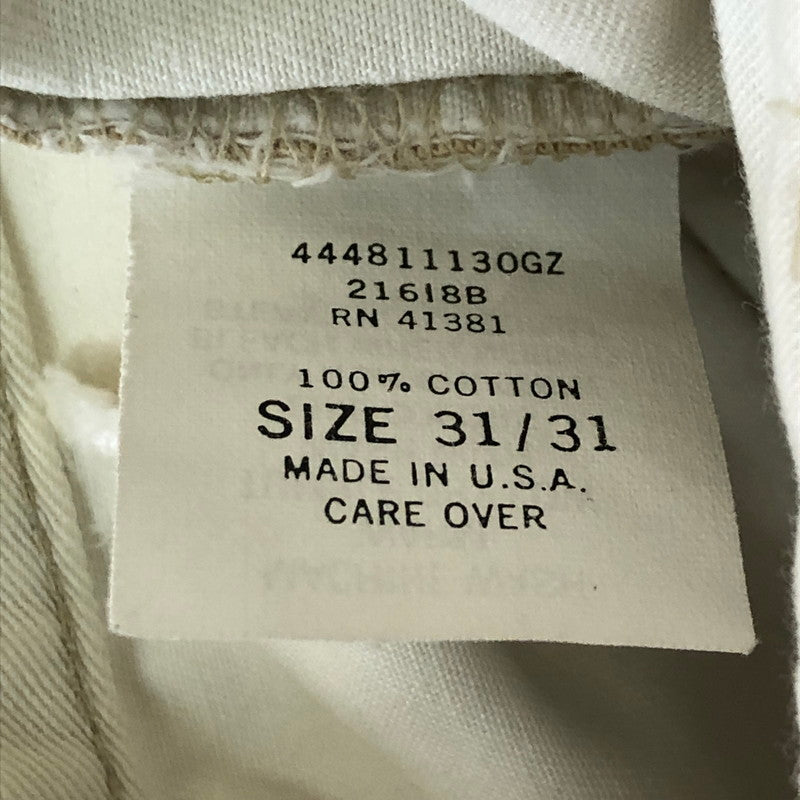 444811130GZ
21618B
RN 41381
100% COTTON
SIZE 31/31
MADE IN U.S.A.
CARE OVER